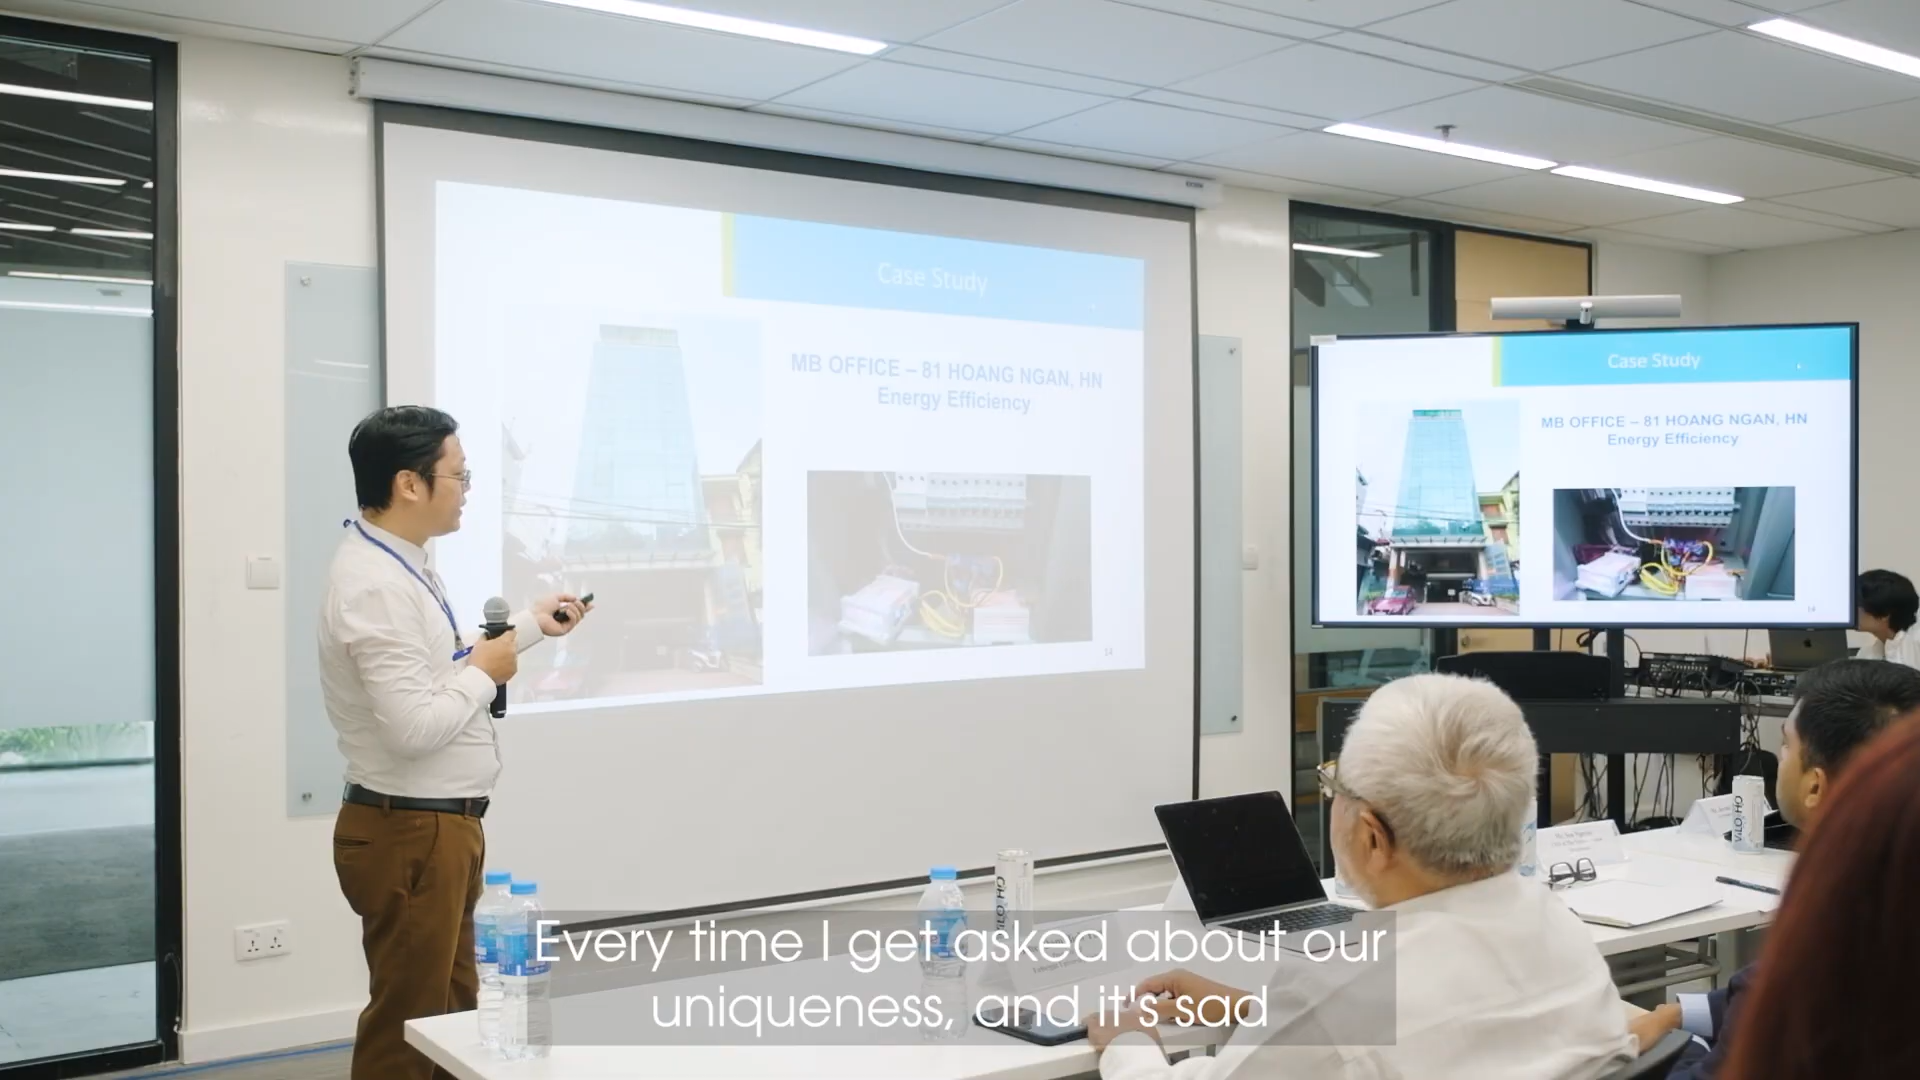 Case Study
MB OFFICE – 81 HOANG NGAN, HN
Energy Efficiency
14
Case Study
MB OFFICE – 81 HOANG NGAN, HN
Energy Efficiency
14
Every time I get asked about our
uniqueness, and it's sad